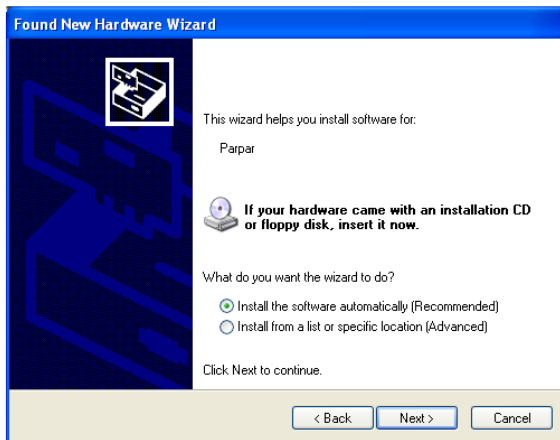 Found New Hardware Wizard
This wizard helps you install software for:
Parpar
If your hardware came with an installation CD
or floppy disk, insert it now.
What do you want the wizard to do?
Install the software automatically (Recommended)
Install from a list or specific location (Advanced)
Click Next to continue.
< Back
Next >
Cancel